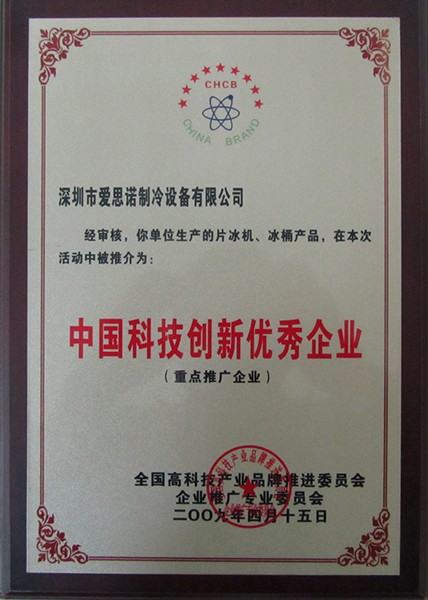 CHCB
CHINA BRAND
深圳市爱思诺制冷设备有限公司
经审核，你单位生产的片冰机、冰桶产品，在本次
活动中被推介为：
中国科技创新优秀企业
（重点推广企业）
全国高科技产业品牌推进委员会
企业推广专业委员会
二〇〇九年四月十五日